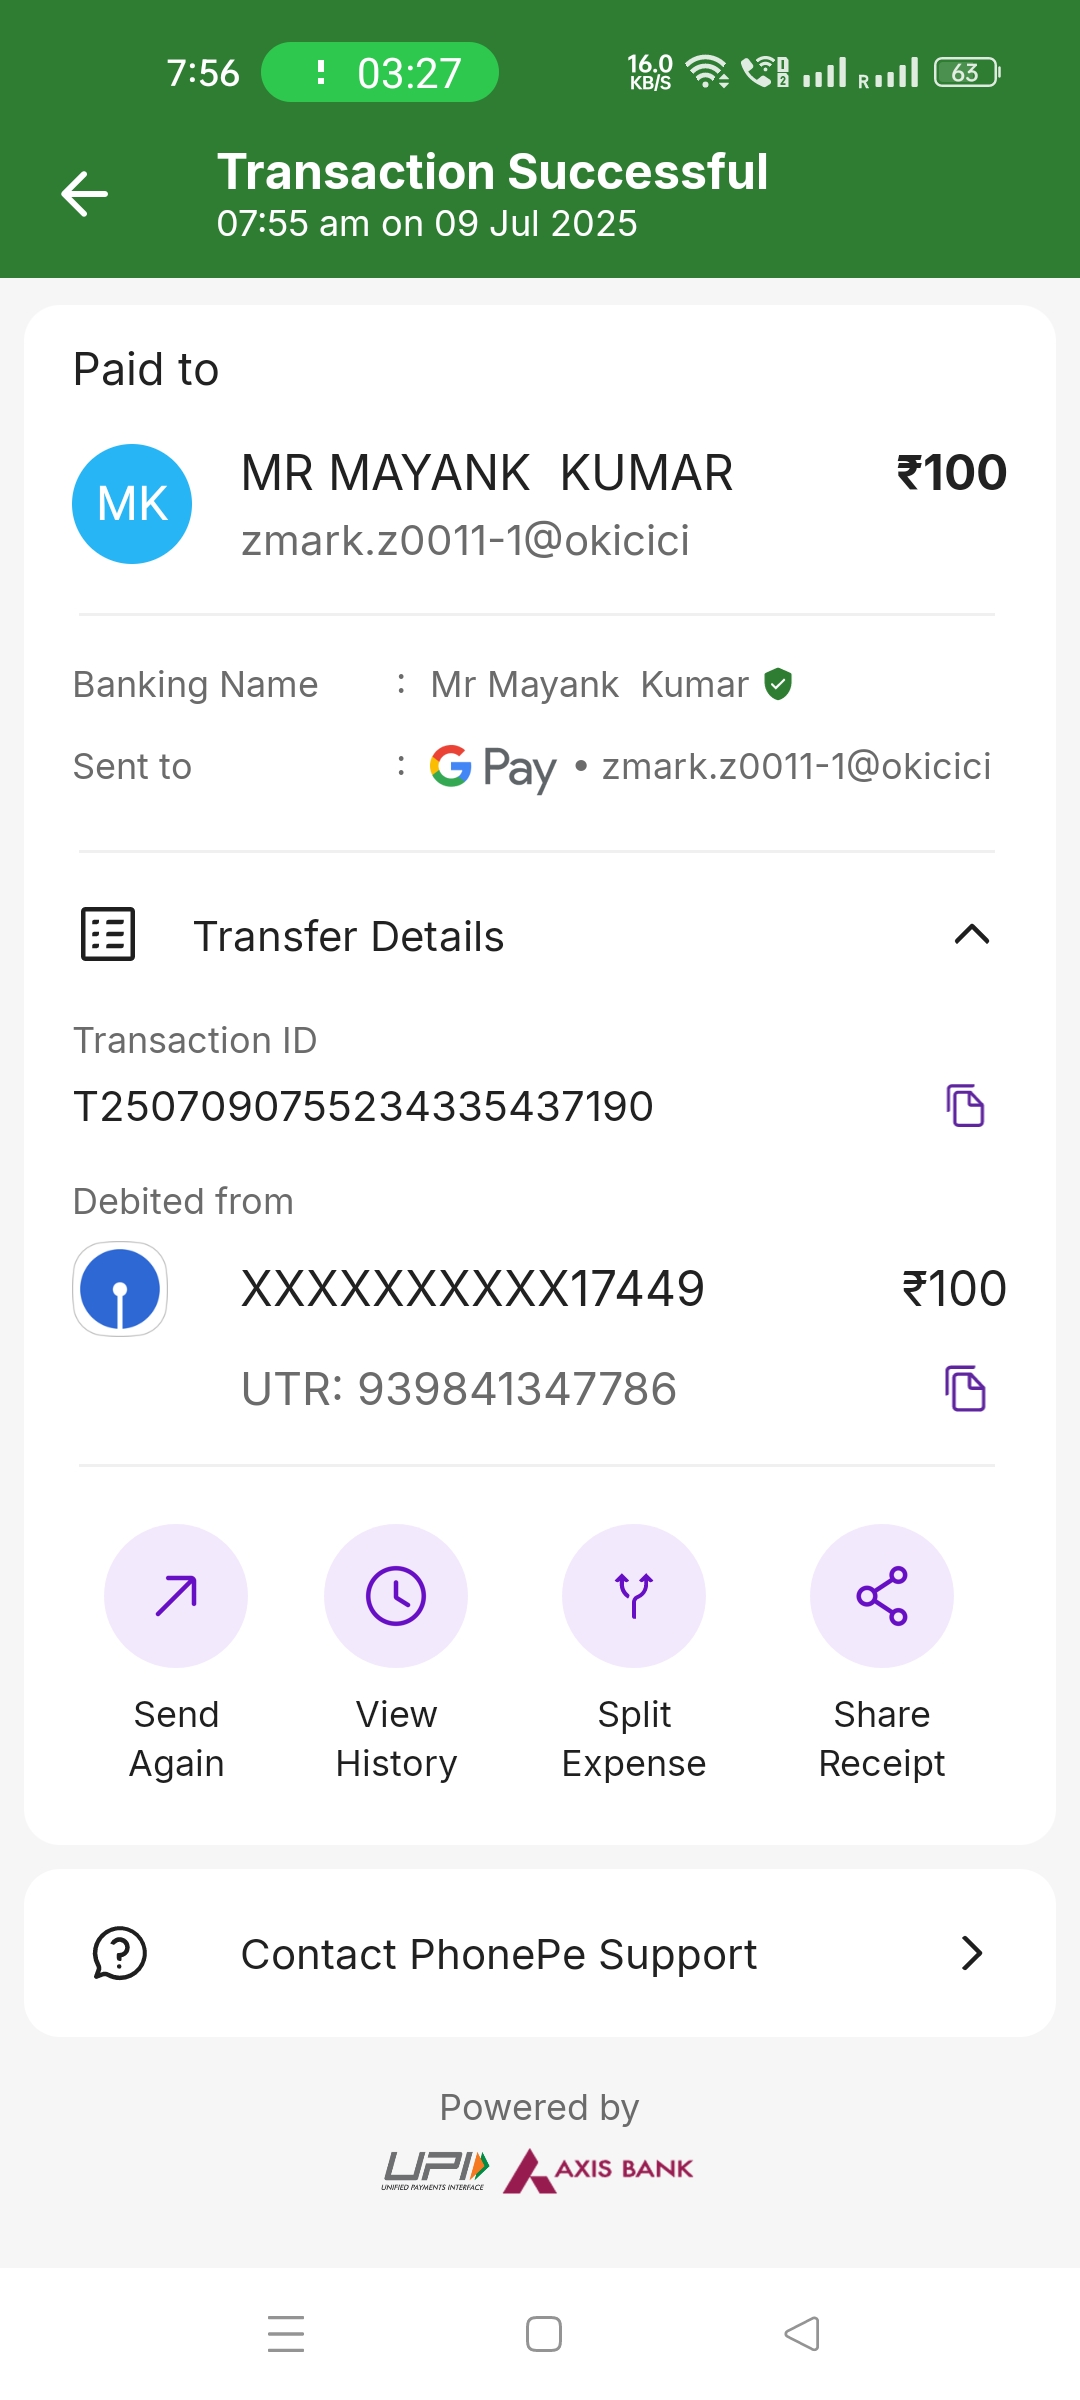 7:56
03:27
16.0
KB/S
1
2
R
63
Transaction Successful
07:55 am on 09 Jul 2025
Paid to
MK
MR MAYANK  KUMAR
₹100
zmark.z0011-1@okicici
Banking Name : Mr Mayank  Kumar
Sent to : G Pay • zmark.z0011-1@okicici
Transfer Details
Transaction ID
T2507090755234335437190
Debited from
XXXXXXXXXX17449
₹100
UTR: 939841347786
Send
Again
View
History
Split
Expense
Share
Receipt
Contact PhonePe Support
Powered by
UPI
UNIFIED PAYMENTS INTERFACE
AXIS BANK